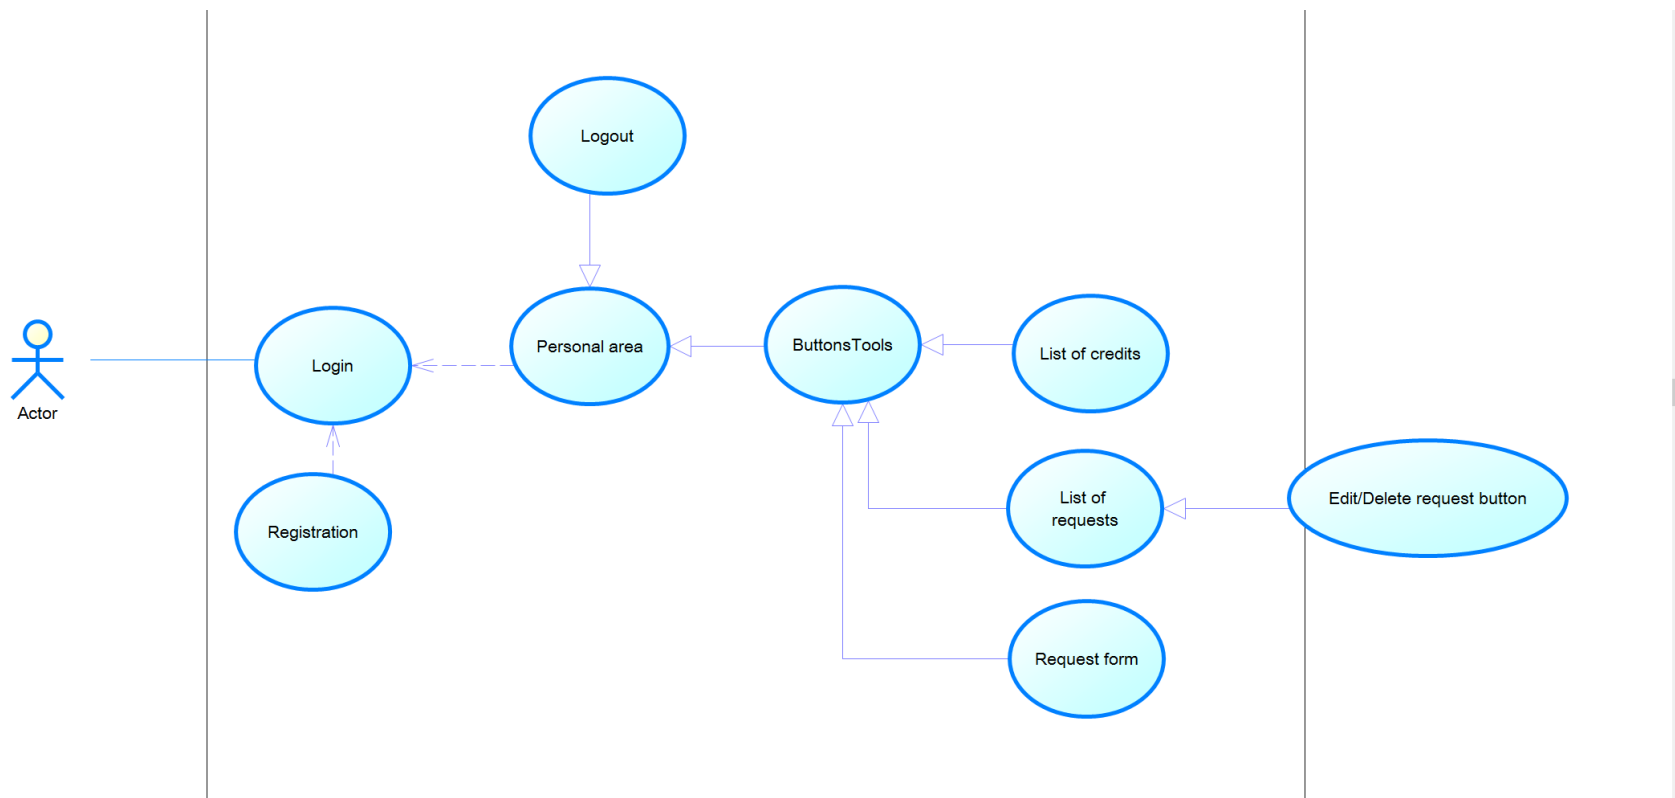 Logout
Actor
Login
Personal area
ButtonsTools
List of credits
Registration
List of
requests
Edit/Delete request button
Request form